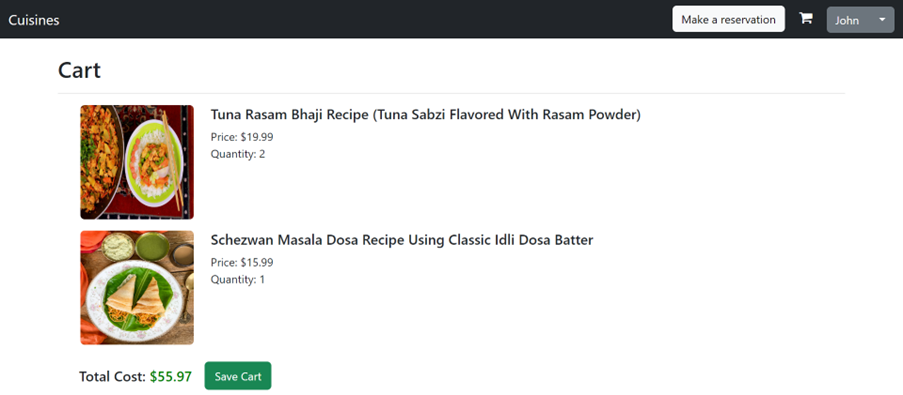 Cuisines
Make a reservation
John
Cart
Tuna Rasam Bhaji Recipe (Tuna Sabzi Flavored With Rasam Powder)
Price: $19.99
Quantity: 2
Schezwan Masala Dosa Recipe Using Classic Idli Dosa Batter
Price: $15.99
Quantity: 1
Total Cost: $55.97
Save Cart